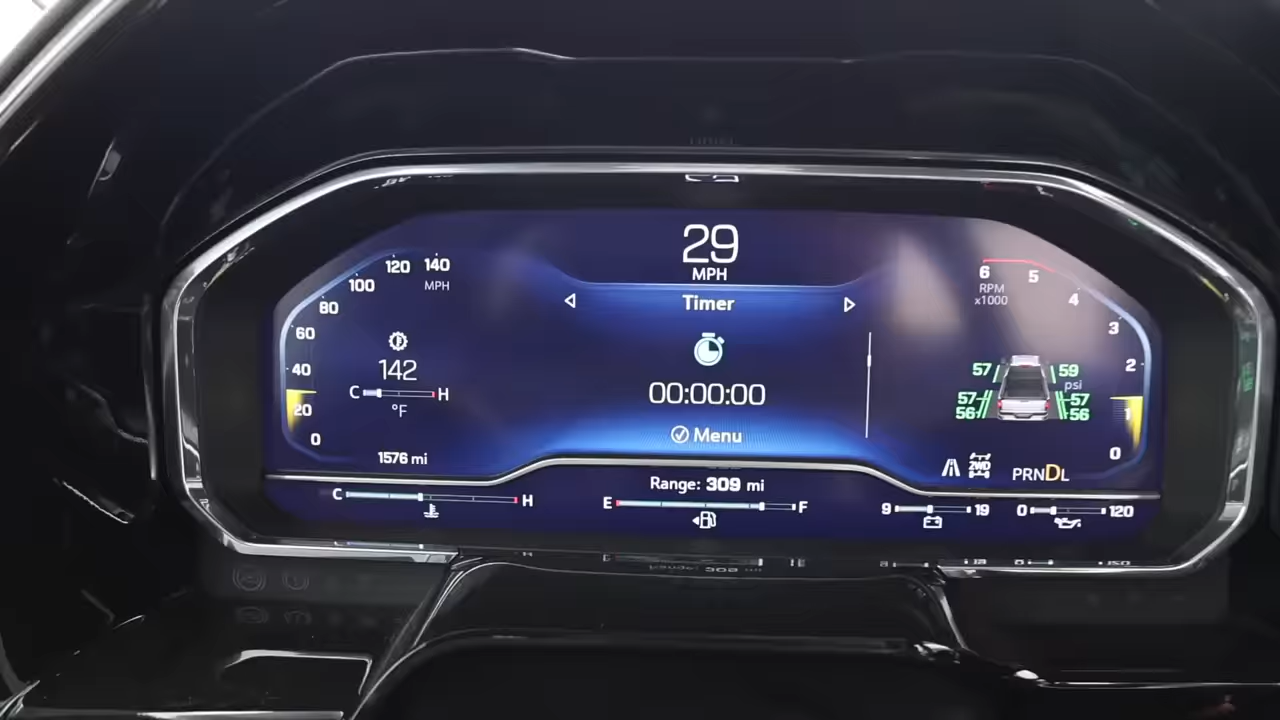 29
MPH
Timer
00:00:00
Menu
140
120
MPH
100
80
60
40
20
0
142
C H
°F
1576 mi
6
5
4
3
2
1
0
RPM
x1000
57 59
psi
57 57
56 56
2WD
PRNDL
C H
Range: 309 mi
E F
9 19
0 120